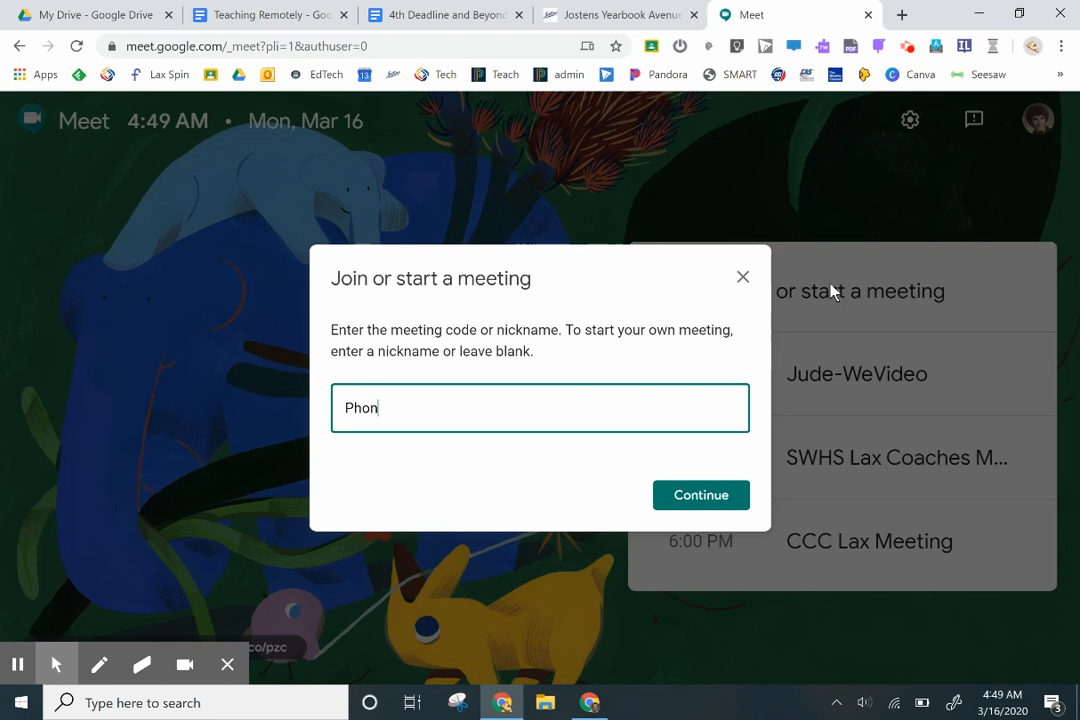 My Drive - Google Drive
Teaching Remotely - Goo
4th Deadline and Beyond
Jostens Yearbook Avenue
Meet
meet.google.com/_meet?pli=1&authuser=0
Apps
Lax Spin
EdTech
13
Tech
Teach
admin
Pandora
SMART
Canva
Seesaw
»
Meet 4:49 AM • Mon, Mar 16
Join or start a meeting
or start a meeting
Enter the meeting code or nickname. To start your own meeting,
enter a nickname or leave blank.
Jude-WeVideo
Phon
SWHS Lax Coaches M...
Continue
6:00 PM CCC Lax Meeting
co/pzc
Type here to search
4:49 AM
3/16/2020
3